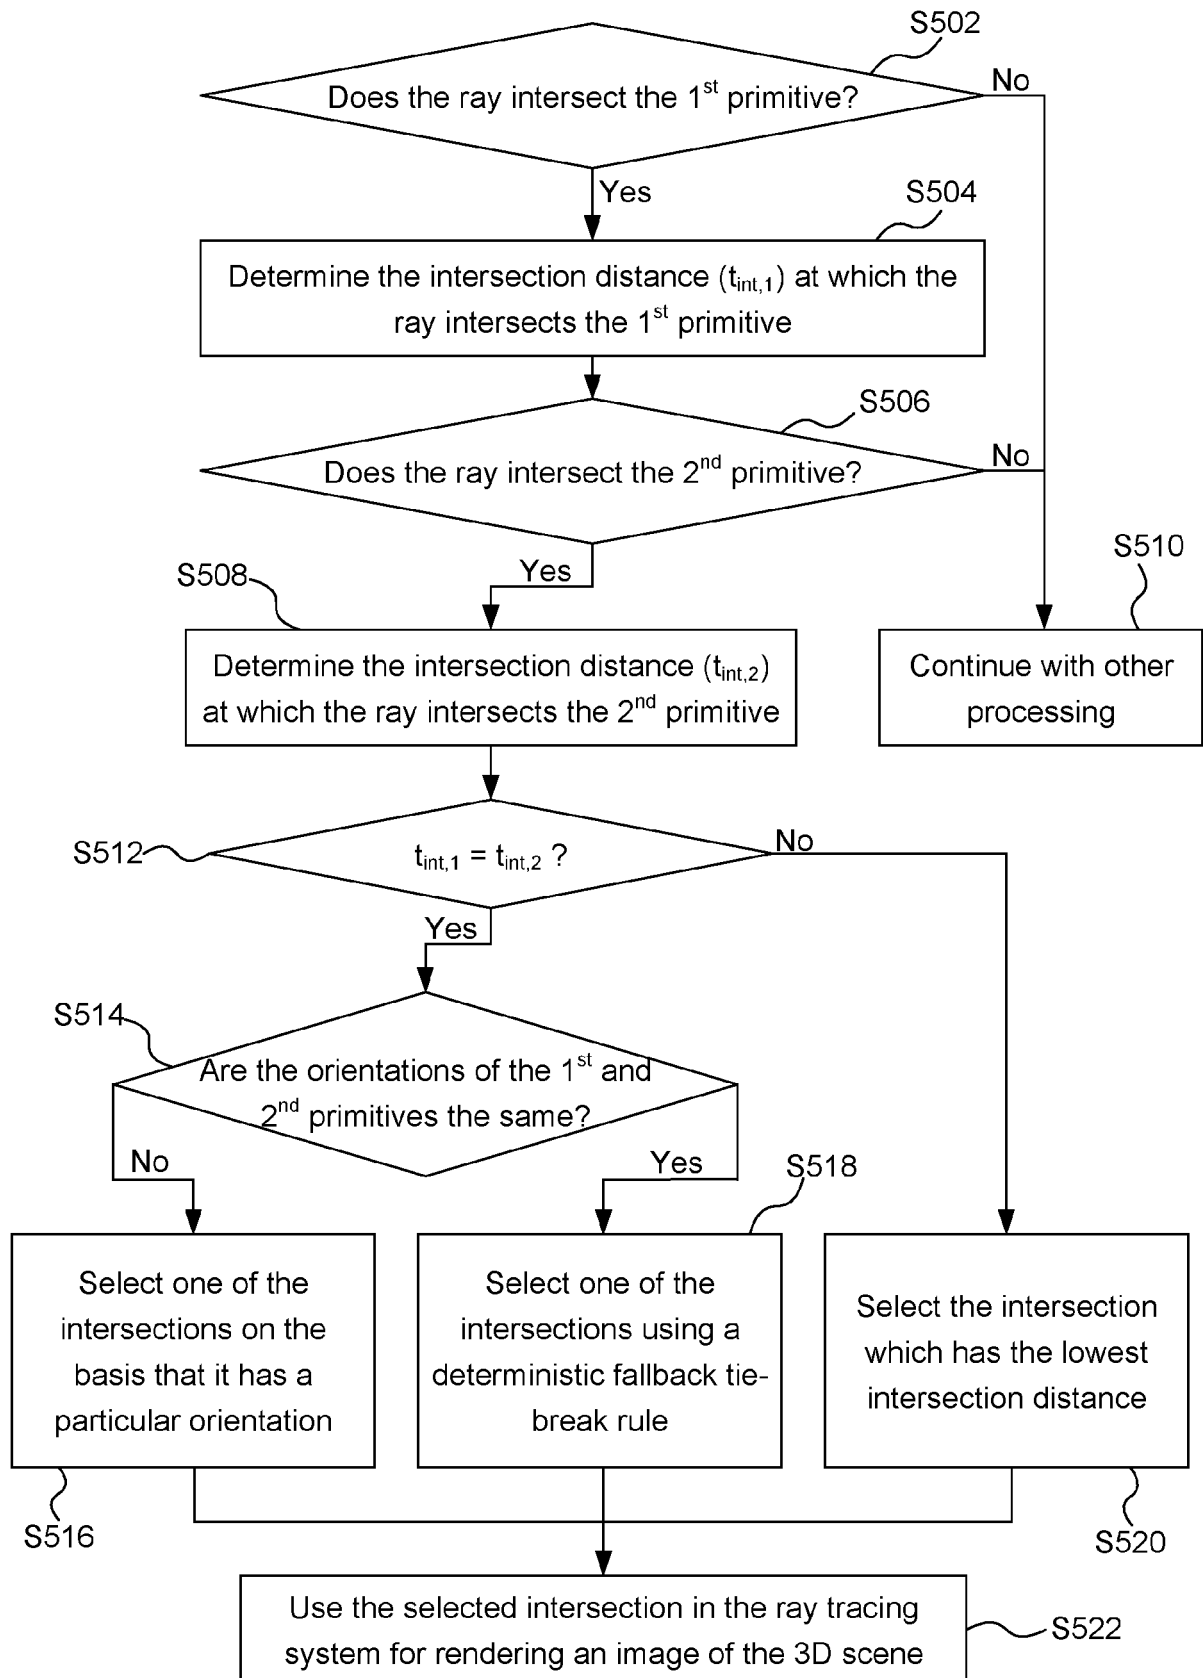 S502
Does the ray intersect the 1st primitive?
No
Yes
S504
Determine the intersection distance (tint,1) at which the
ray intersects the 1st primitive
S506
Does the ray intersect the 2nd primitive?
No
Yes
S508
S510
Determine the intersection distance (tint,2)
at which the ray intersects the 2nd primitive
Continue with other
processing
S512
tint,1 = tint,2 ?
No
Yes
S514
Are the orientations of the 1st and
2nd primitives the same?
No
Yes
S518
Select one of the
intersections on the
basis that it has a
particular orientation
Select one of the
intersections using a
deterministic fallback tie-
break rule
Select the intersection
which has the lowest
intersection distance
S516
S520
Use the selected intersection in the ray tracing
system for rendering an image of the 3D scene
S522